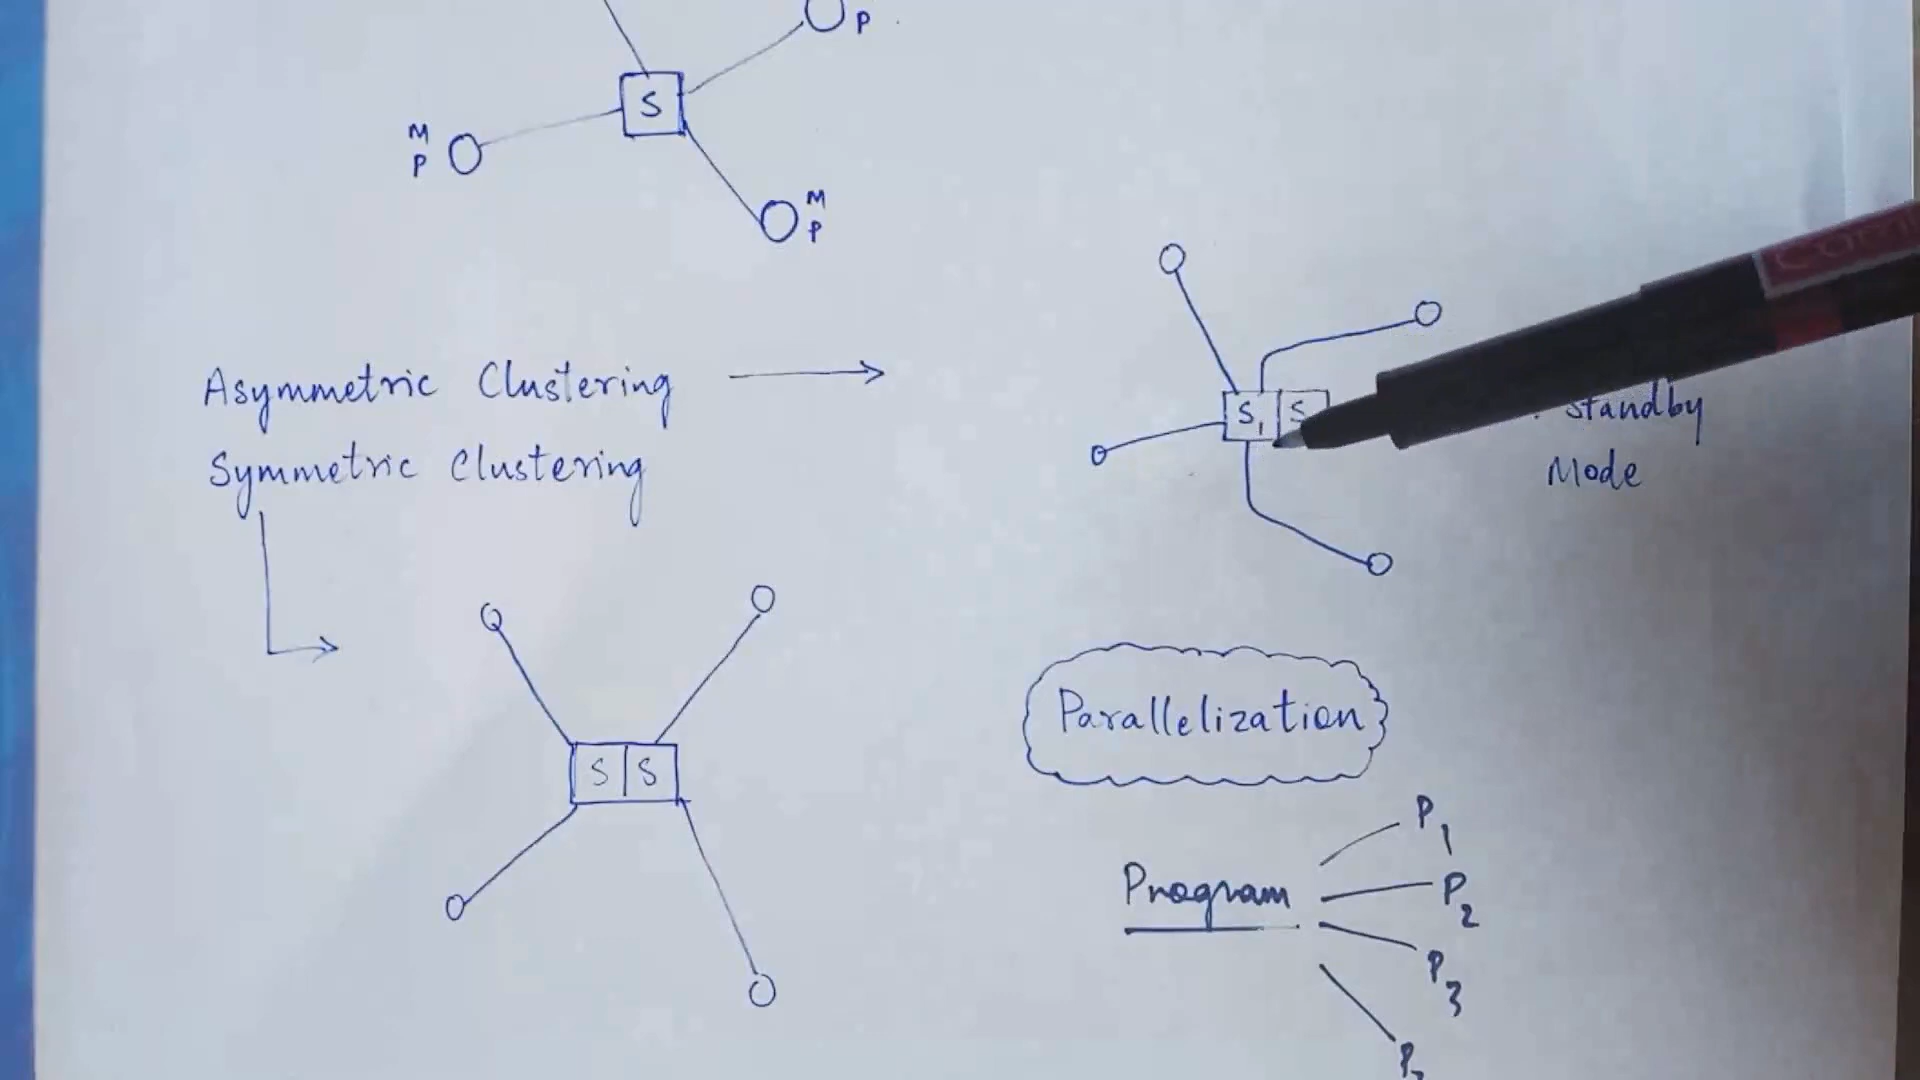 P
S
M
P
M
P
Asymmetric Clustering
Symmetric Clustering
S₁ S
Standby
Mode
S S
Parallelization
Program
P₁
P₂
P₃